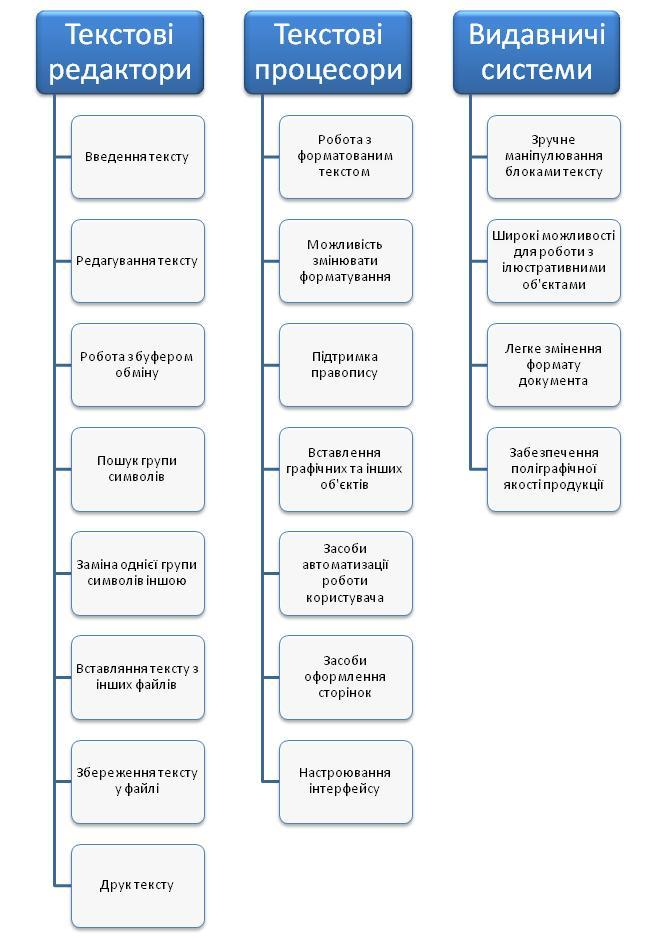 Текстові
редактори
Введення тексту
Редагування тексту
Робота з буфером
обміну
Пошук групи
символів
Заміна однієї групи
символів іншою
Вставляння тексту з
інших файлів
Збереження тексту
у файлі
Друк тексту
Текстові
процесори
Робота з
форматованим
текстом
Можливість
змінювати
форматування
Підтримка
правопису
Вставлення
графічних та інших
об'єктів
Засоби
автоматизації
роботи
користувача
Засоби
оформлення
сторінок
Настроювання
інтерфейсу
Видавничі
системи
Зручне
маніпулювання
блоками тексту
Широкі можливості
для роботи з
ілюстративними
об'єктами
Легке змінення
формату
документа
Забезпечення
поліграфічної
якості продукції